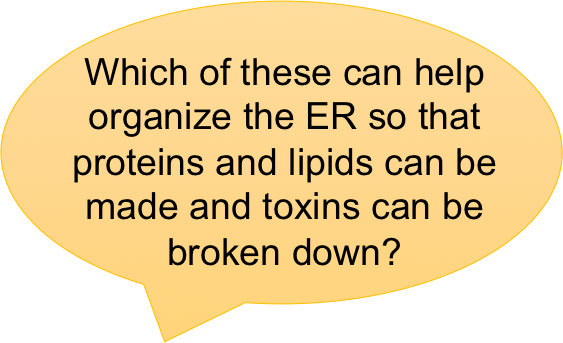 Which of these can help
organize the ER so that
proteins and lipids can be
made and toxins can be
broken down?